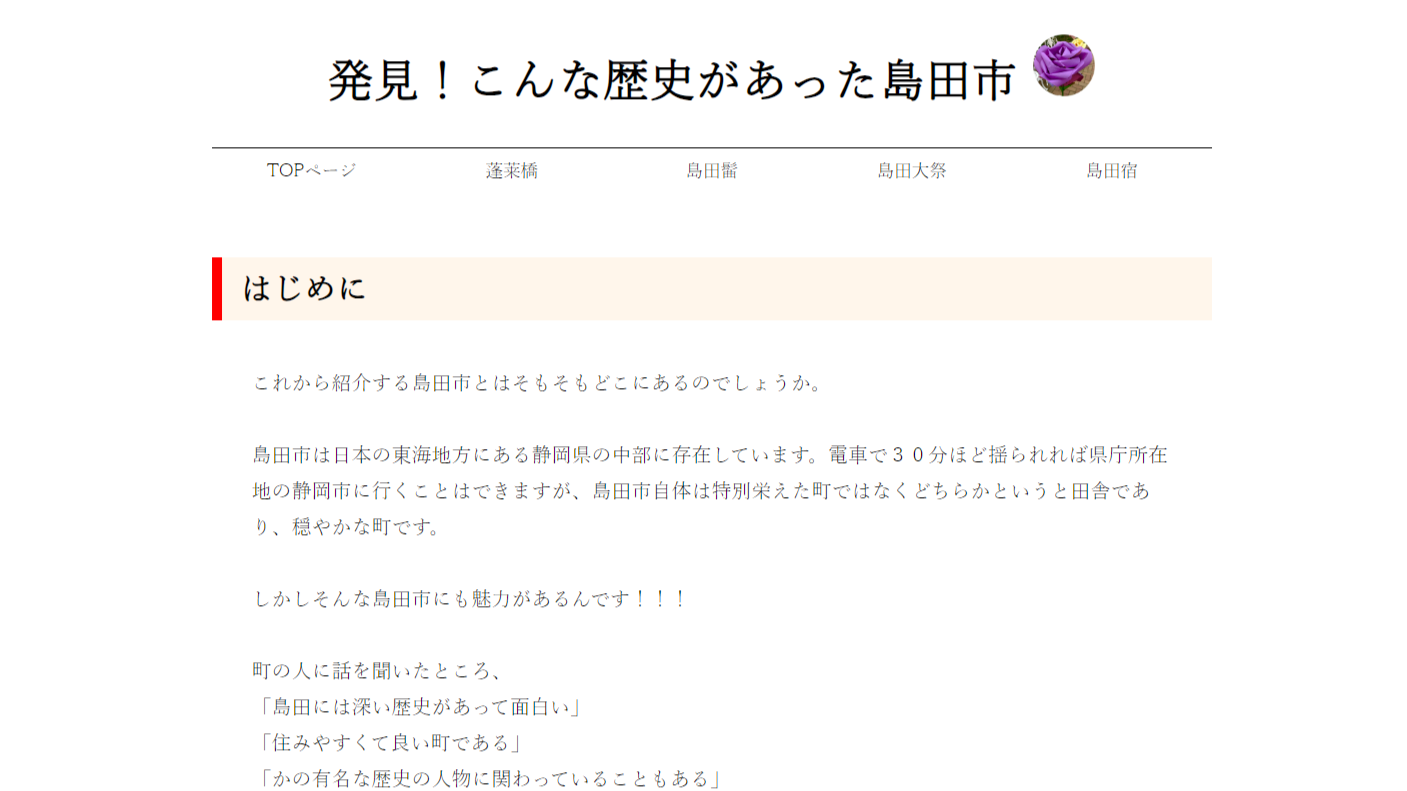 発見！こんな歴史があった島田市
TOPページ
蓬莱橋
島田髷
島田大祭
島田宿
はじめに
これから紹介する島田市とはそもそもどこにあるのでしょうか。
島田市は日本の東海地方にある静岡県の中部に存在しています。電車で３０分ほど揺られれば県庁所在
地の静岡市に行くことはできますが、島田市自体は特別栄えた町ではなくどちらかというと田舎であ
り、穏やかな町です。
しかしそんな島田市にも魅力があるんです！！！
町の人に話を聞いたところ、
「島田には深い歴史があって面白い」
「住みやすくて良い町である」
「かの有名な歴史の人物に関わっていることもある」